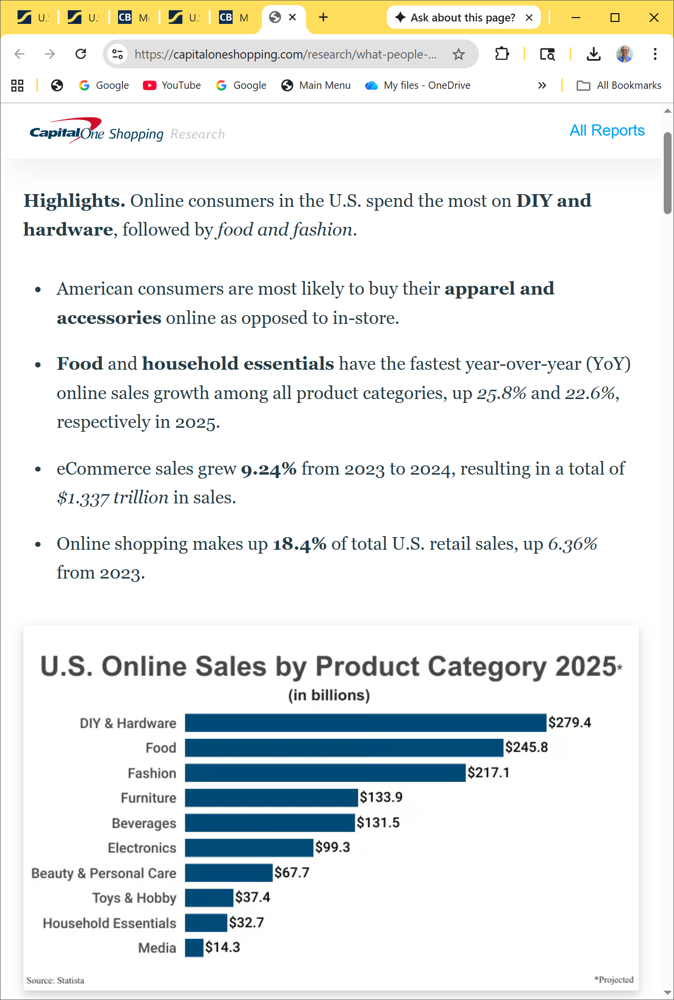 U.
U.
CB M
U.
CB M
Ask about this page?
https://capitaloneshopping.com/research/what-people-...
Google
YouTube
Google
Main Menu
My files - OneDrive
All Bookmarks
CapitalOne Shopping Research
All Reports
Highlights. Online consumers in the U.S. spend the most on DIY and
hardware, followed by food and fashion.
• American consumers are most likely to buy their apparel and
accessories online as opposed to in-store.
• Food and household essentials have the fastest year-over-year (YoY)
online sales growth among all product categories, up 25.8% and 22.6%,
respectively in 2025.
• eCommerce sales grew 9.24% from 2023 to 2024, resulting in a total of
$1.337 trillion in sales.
• Online shopping makes up 18.4% of total U.S. retail sales, up 6.36%
from 2023.
U.S. Online Sales by Product Category 2025*
(in billions)
DIY & Hardware $279.4
Food $245.8
Fashion $217.1
Furniture $133.9
Beverages $131.5
Electronics $99.3
Beauty & Personal Care $67.7
Toys & Hobby $37.4
Household Essentials $32.7
Media $14.3
Source: Statista
*Projected